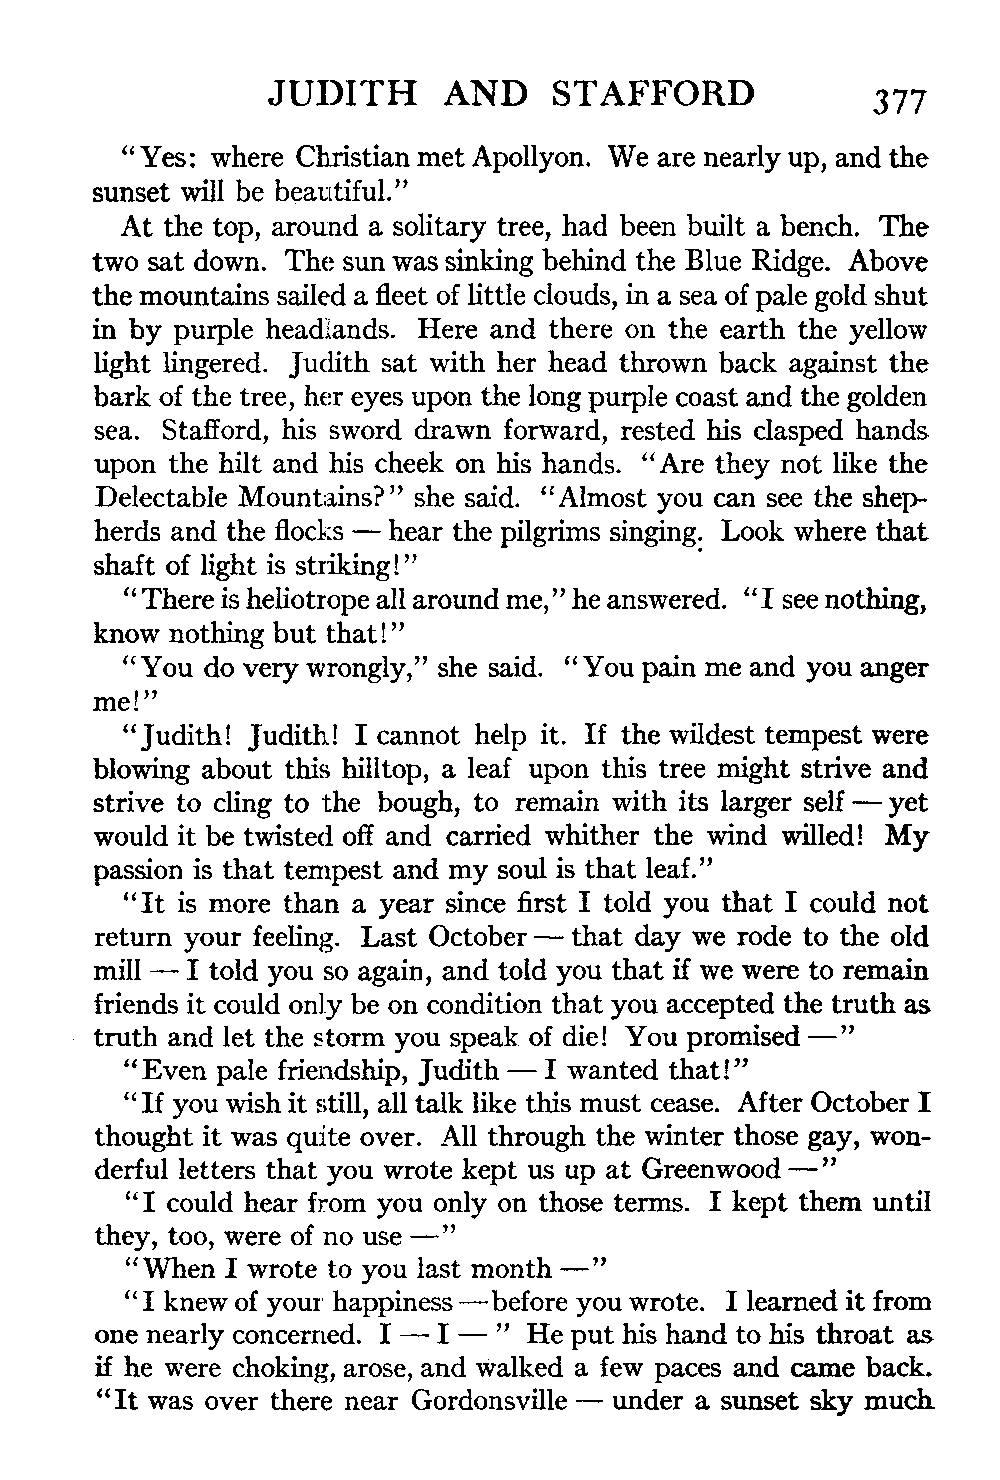 JUDITH AND STAFFORD 377
“Yes: where Christian met Apollyon. We are nearly up, and the
sunset will be beautiful.”
At the top, around a solitary tree, had been built a bench. The
two sat down. The sun was sinking behind the Blue Ridge. Above
the mountains sailed a fleet of little clouds, in a sea of pale gold shut
in by purple headlands. Here and there on the earth the yellow
light lingered. Judith sat with her head thrown back against the
bark of the tree, her eyes upon the long purple coast and the golden
sea. Stafford, his sword drawn forward, rested his clasped hands
upon the hilt and his cheek on his hands. “Are they not like the
Delectable Mountains?” she said. “Almost you can see the shep-
herds and the flocks — hear the pilgrims singing. Look where that
shaft of light is striking!”
“There is heliotrope all around me,” he answered. “I see nothing,
know nothing but that!”
“You do very wrongly,” she said. “You pain me and you anger
me!”
“Judith! Judith! I cannot help it. If the wildest tempest were
blowing about this hilltop, a leaf upon this tree might strive and
strive to cling to the bough, to remain with its larger self — yet
would it be twisted off and carried whither the wind willed! My
passion is that tempest and my soul is that leaf.”
“It is more than a year since first I told you that I could not
return your feeling. Last October — that day we rode to the old
mill — I told you so again, and told you that if we were to remain
friends it could only be on condition that you accepted the truth as
truth and let the storm you speak of die! You promised —”
“Even pale friendship, Judith — I wanted that!”
“If you wish it still, all talk like this must cease. After October I
thought it was quite over. All through the winter those gay, won-
derful letters that you wrote kept us up at Greenwood —”
“I could hear from you only on those terms. I kept them until
they, too, were of no use —”
“When I wrote to you last month —”
“I knew of your happiness — before you wrote. I learned it from
one nearly concerned. I — I — ” He put his hand to his throat as
if he were choking, arose, and walked a few paces and came back.
“It was over there near Gordonsville — under a sunset sky much